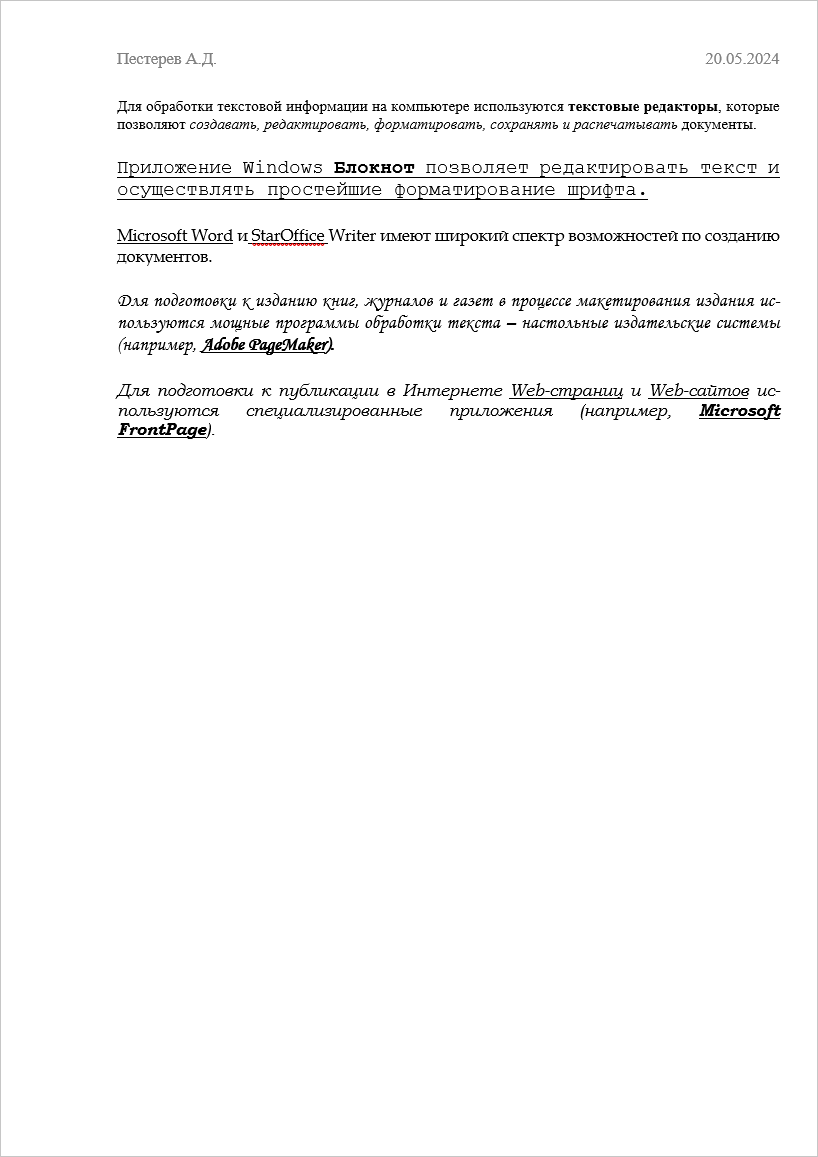 Пестерев А.Д. 20.05.2024
Для обработки текстовой информации на компьютере используются текстовые редакторы, которые
позволяют создавать, редактировать, форматировать, сохранять и распечатывать документы.
Приложение Windows Блокнот позволяет редактировать текст и
осуществлять простейшие форматирование шрифта.
Microsoft Word и StarOffice Writer имеют широкий спектр возможностей по созданию
документов.
Для подготовки к изданию книг, журналов и газет в процессе макетирования издания ис-
пользуются мощные программы обработки текста – настольные издательские системы
(например, Adobe PageMaker).
Для подготовки к публикации в Интернете Web-страниц и Web-сайтов ис-
пользуются специализированные приложения (например, Microsoft
FrontPage).